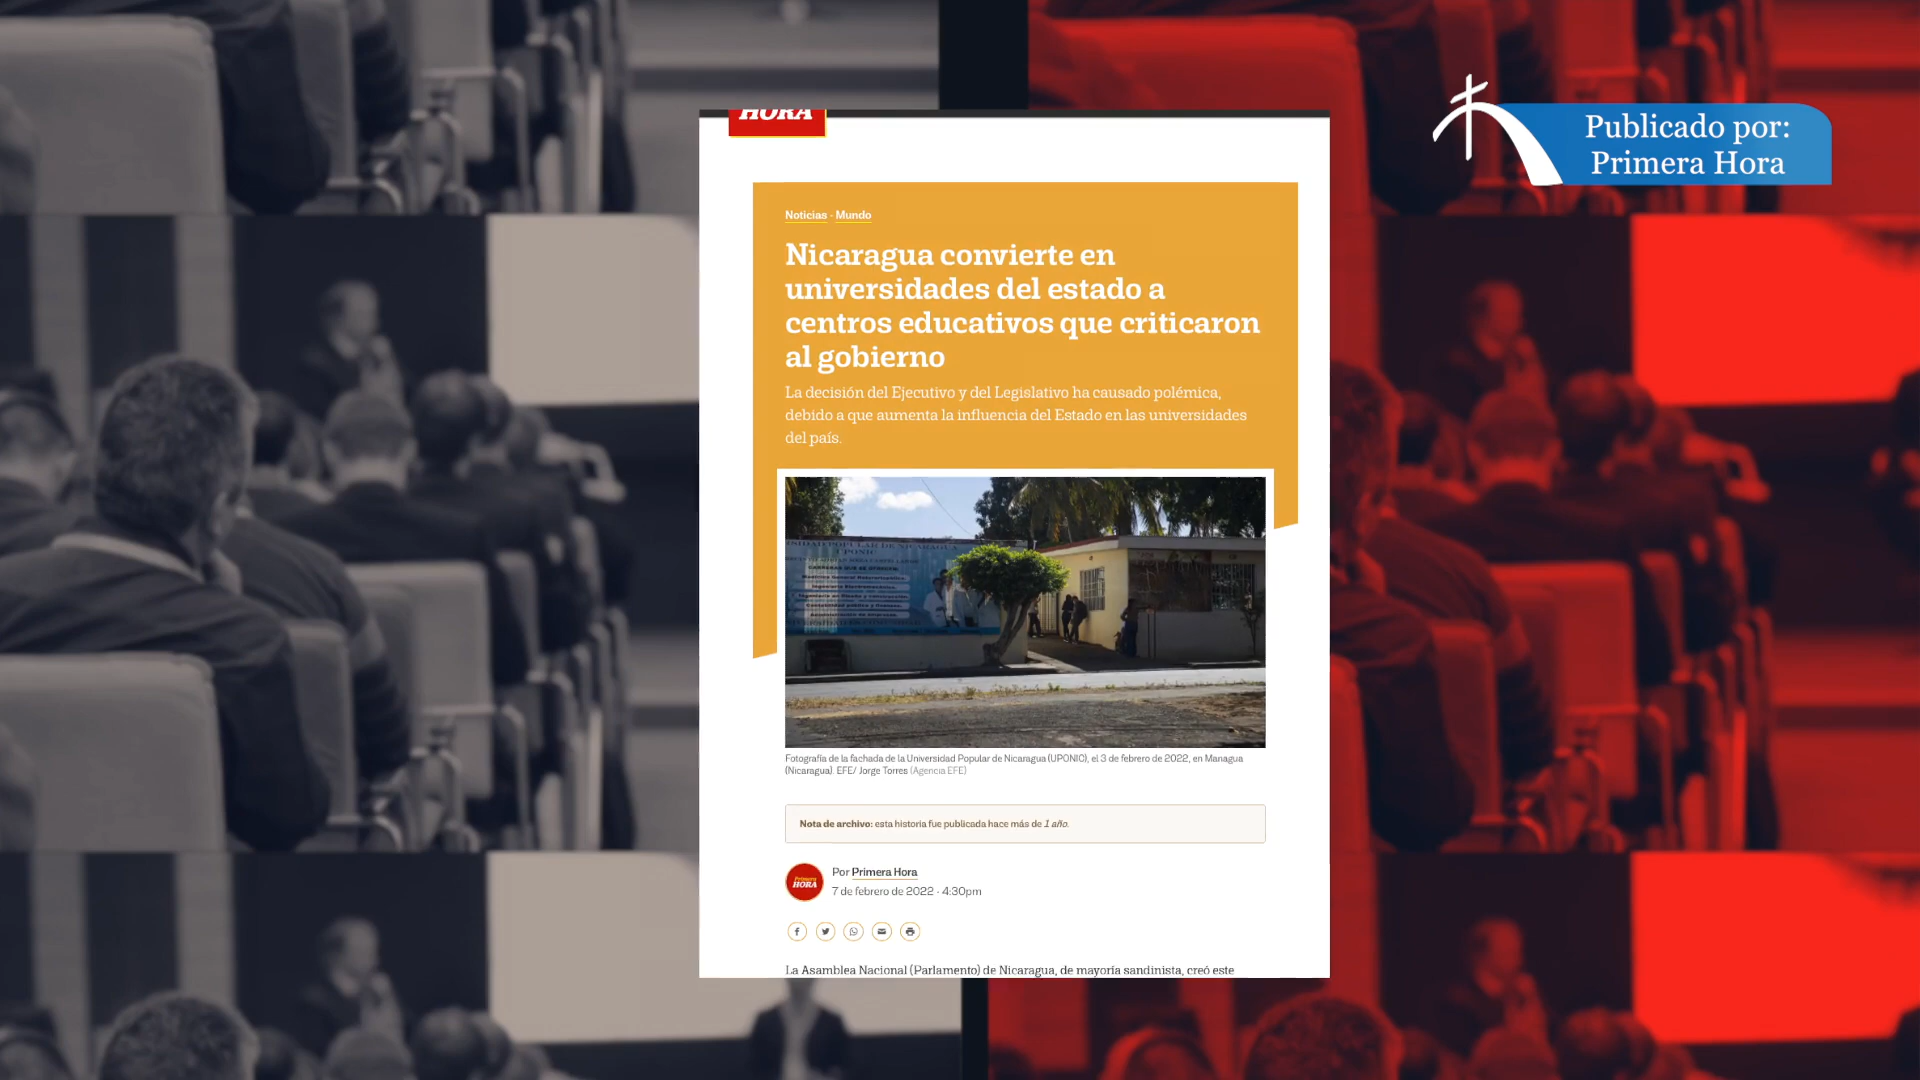 HORA
Publicado por:
Primera Hora
Noticias - Mundo
Nicaragua convierte en
universidades del estado a
centros educativos que criticaron
al gobierno
La decisión del Ejecutivo y del Legislativo ha causado polémica,
debido a que aumenta la influencia del Estado en las universidades
del país.
UPONIC
Fotografía de la fachada de la Universidad Popular de Nicaragua (UPONIC), el 3 de febrero de 2022, en Managua
(Nicaragua). EFE/ Jorge Torres (Agencia EFE)
Nota de archivo: esta historia fue publicada hace más de 1 año.
Primera
HORA
Por Primera Hora
7 de febrero de 2022 - 4:30pm
La Asamblea Nacional (Parlamento) de Nicaragua, de mayoría sandinista, creó este